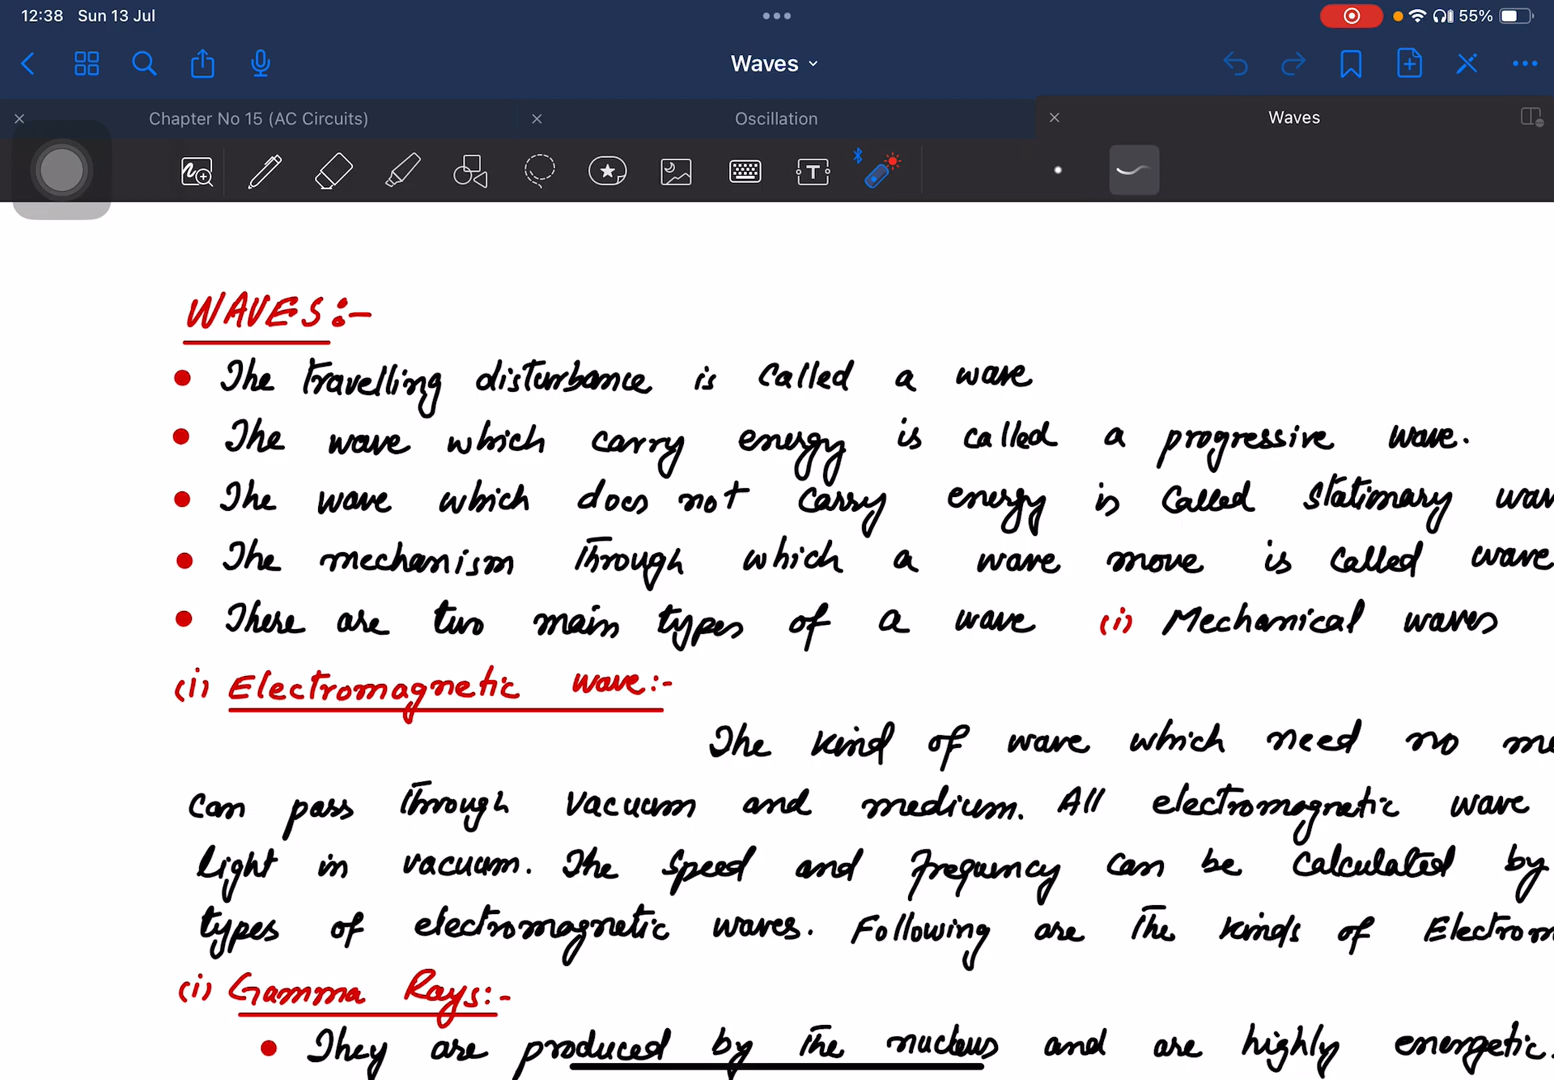 12:38 Sun 13 Jul
55%
Waves
Chapter No 15 (AC Circuits)
Oscillation
Waves
T
WAVES:-
The travelling disturbance is called a wave
The wave which carry energy is called a progressive wave.
The wave which does not carry energy is called stationary wav
The mechanism through which a wave move is called wave
There are two main types of a wave (i) Mechanical waves
(i) Electromagnetic wave:-
The kind of wave which need no me
can pass through vacuum and medium. All electromagnetic wave
light in vacuum. The speed and frequency can be calculated by
types of electromagnetic waves. Following are the kinds of Electrom
(i) Gamma Rays:-
They are produced by the nucleus and are highly energetic.